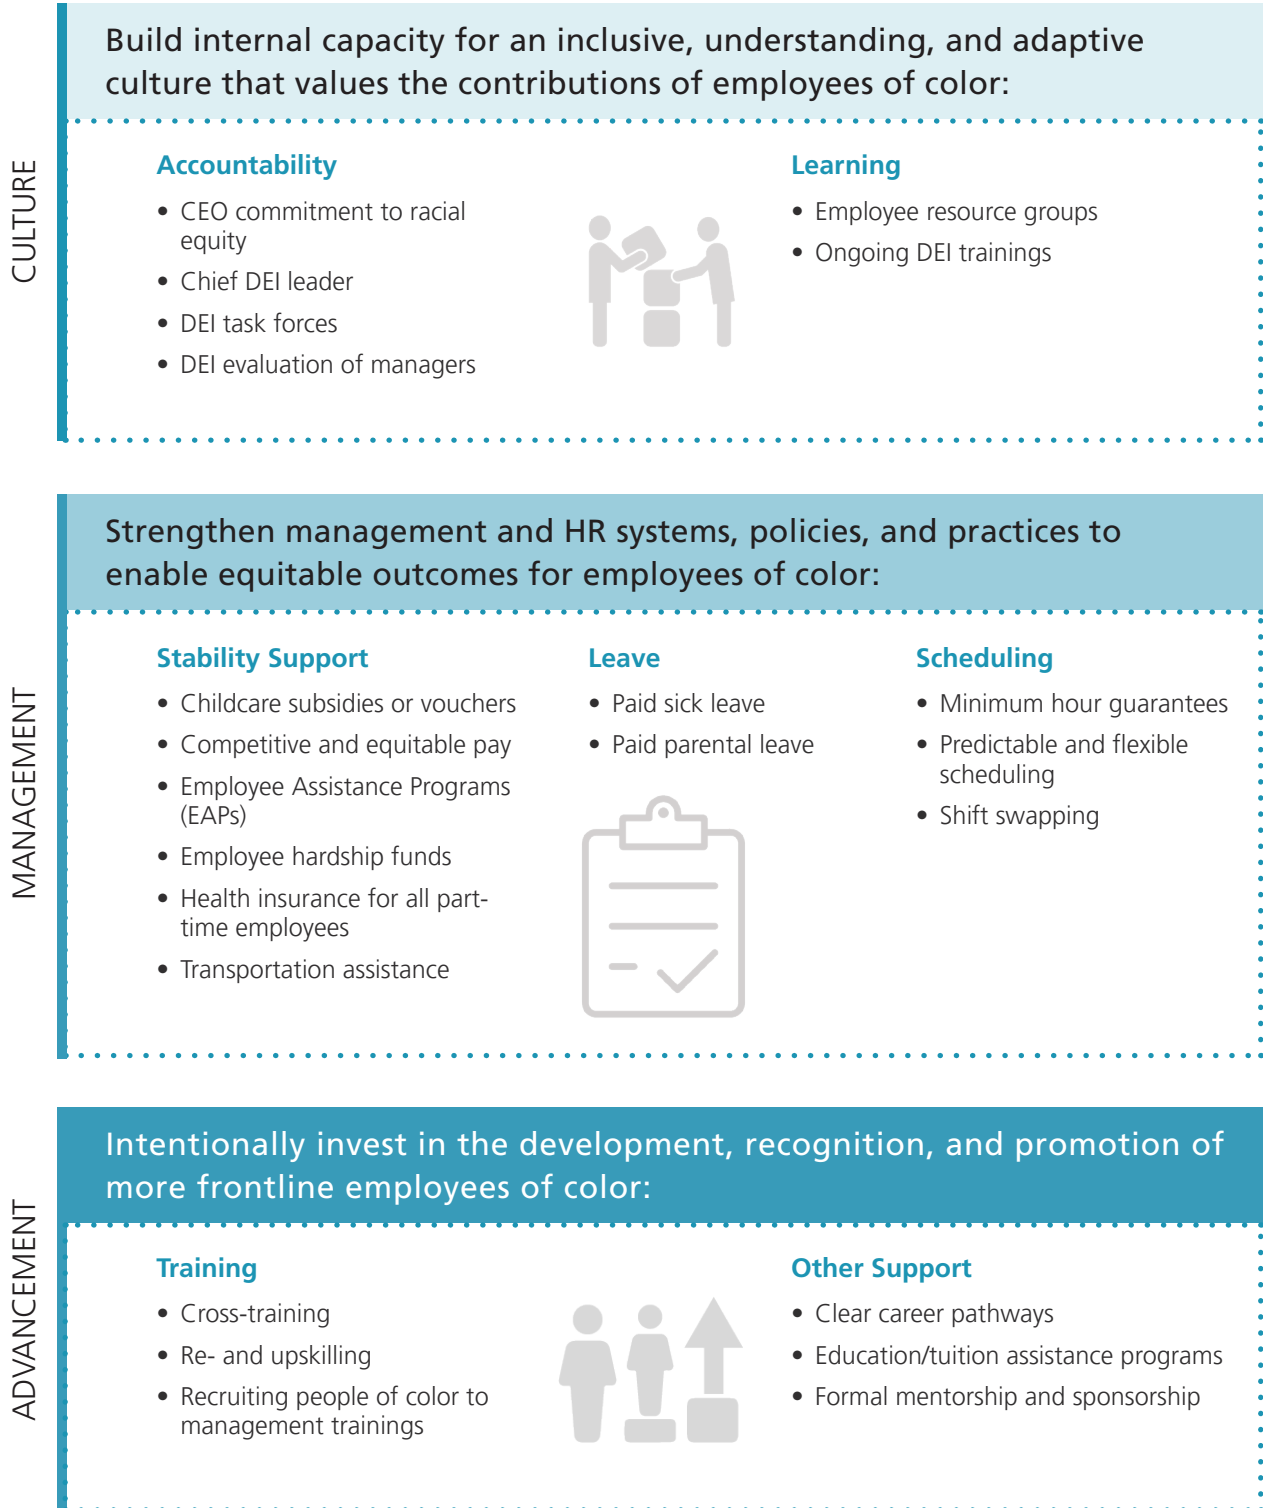 CULTURE
Build internal capacity for an inclusive, understanding, and adaptive
culture that values the contributions of employees of color:
Accountability
• CEO commitment to racial
equity
• Chief DEI leader
• DEI task forces
• DEI evaluation of managers
Learning
• Employee resource groups
• Ongoing DEI trainings
MANAGEMENT
Strengthen management and HR systems, policies, and practices to
enable equitable outcomes for employees of color:
Stability Support
• Childcare subsidies or vouchers
• Competitive and equitable pay
• Employee Assistance Programs
(EAPs)
• Employee hardship funds
• Health insurance for all part-
time employees
• Transportation assistance
Leave
• Paid sick leave
• Paid parental leave
Scheduling
• Minimum hour guarantees
• Predictable and flexible
scheduling
• Shift swapping
ADVANCEMENT
Intentionally invest in the development, recognition, and promotion of
more frontline employees of color:
Training
• Cross-training
• Re- and upskilling
• Recruiting people of color to
management trainings
Other Support
• Clear career pathways
• Education/tuition assistance programs
• Formal mentorship and sponsorship